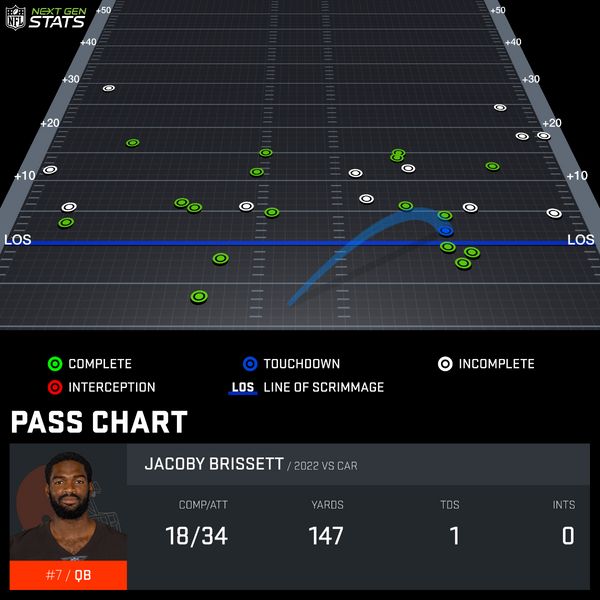 NFL NEXT GEN STATS
+50 +50
+30 +30
+20 +20
+10 +10
LOS LOS
COMPLETE TOUCHDOWN INCOMPLETE
INTERCEPTION LOS LINE OF SCRIMMAGE
PASS CHART
JACOBY BRISSETT / 2022 VS CAR
COMP/ATT YARDS TDS INTS
18/34 147 1 0
#7 / QB